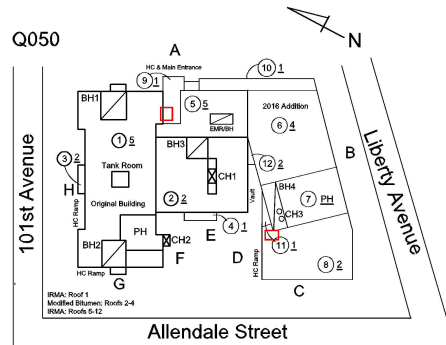 Q050
A
N
HC & Main Entrance
9 1
10 1
BH1
5 5
EMR/BH
2016 Addition
6 4
1 5
BH3
3 2
Tank Room
12 2
B
H
CH1
BH4
7 PH
Vault
CH3
HC Ramp
Original Building
2 2
4 1
PH
E
BH2
CH2
11 1
D
HC Ramp
8 2
HC Ramp
F
G
C
IRMA: Roof 1
Modified Bitumen: Roofs 2-4
IRMA: Roofs 5-12
101st Avenue
Liberty Avenue
Allendale Street